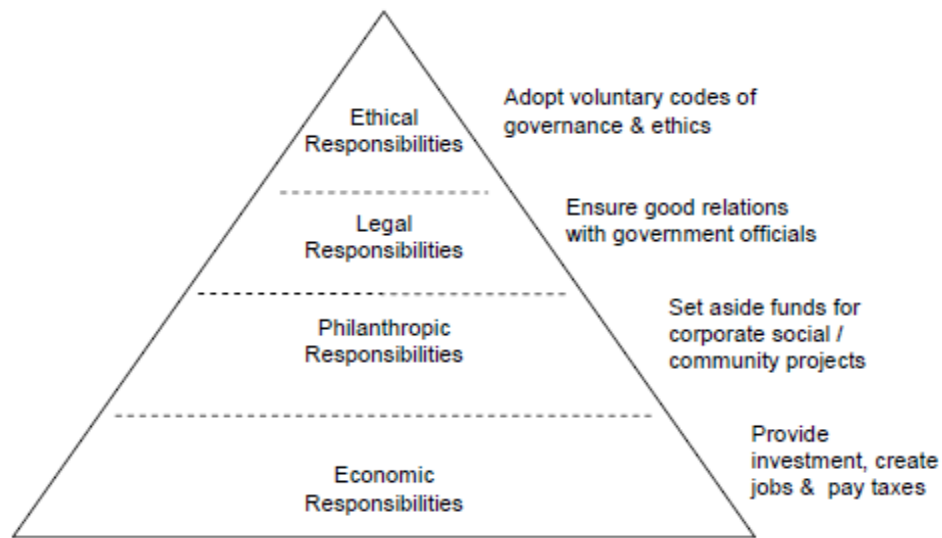 Ethical
Responsibilities
Adopt voluntary codes of
governance & ethics
Legal
Responsibilities
Ensure good relations
with government officials
Philanthropic
Responsibilities
Set aside funds for
corporate social /
community projects
Economic
Responsibilities
Provide
investment, create
jobs & pay taxes